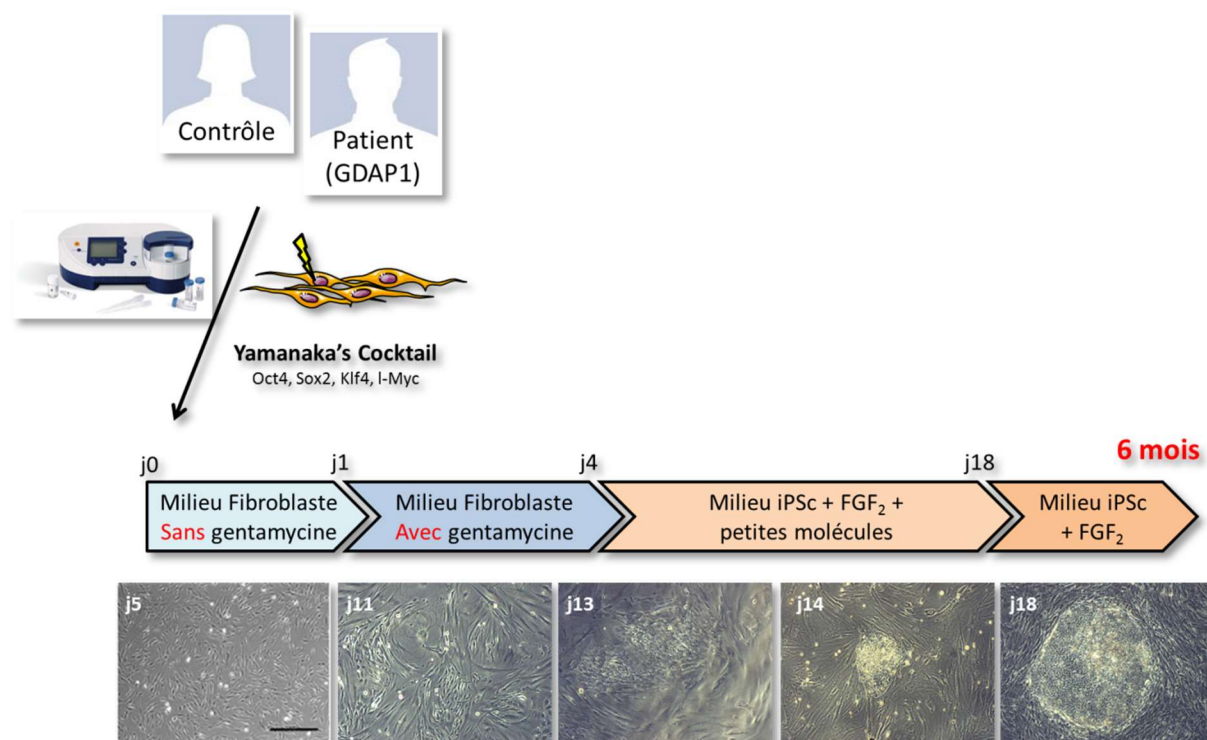 Contrôle
Patient
(GDAP1)
Yamanaka's Cocktail
Oct4, Sox2, Klf4, l-Myc
6 mois
j0
j1
j4
j18
Milieu Fibroblaste
Sans gentamycine
Milieu Fibroblaste
Avec gentamycine
Milieu iPSc + FGF₂ +
petites molécules
Milieu iPSc
+ FGF₂
j5
j11
j13
j14
j18